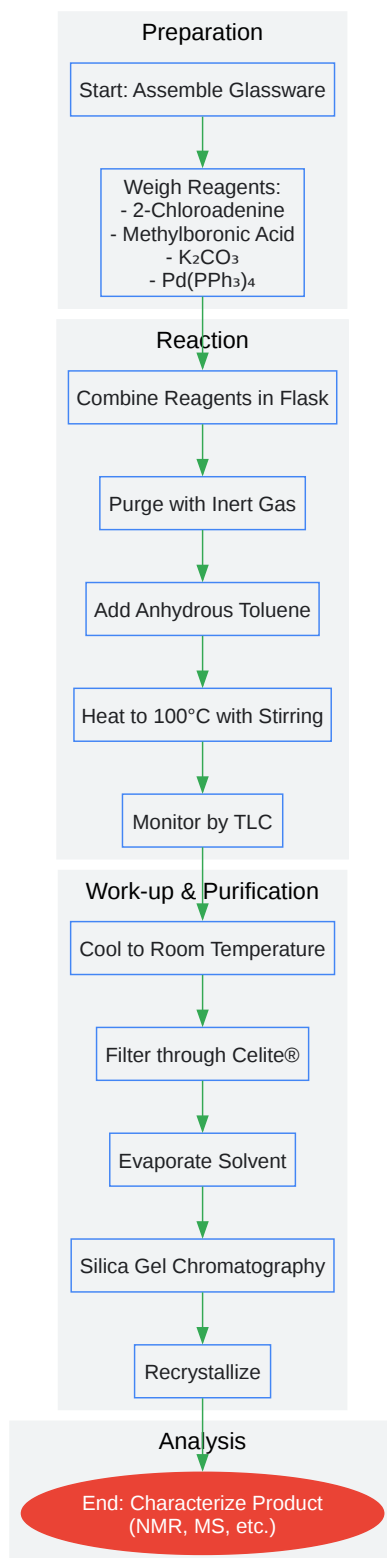 Preparation
Start: Assemble Glassware
Weigh Reagents:
- 2-Chloroadenine
- Methylboronic Acid
- K₂CO₃
- Pd(PPh₃)₄
Reaction
Combine Reagents in Flask
Purge with Inert Gas
Add Anhydrous Toluene
Heat to 100°C with Stirring
Monitor by TLC
Work-up & Purification
Cool to Room Temperature
Filter through Celite®
Evaporate Solvent
Silica Gel Chromatography
Recrystallize
Analysis
End: Characterize Product
(NMR, MS, etc.)